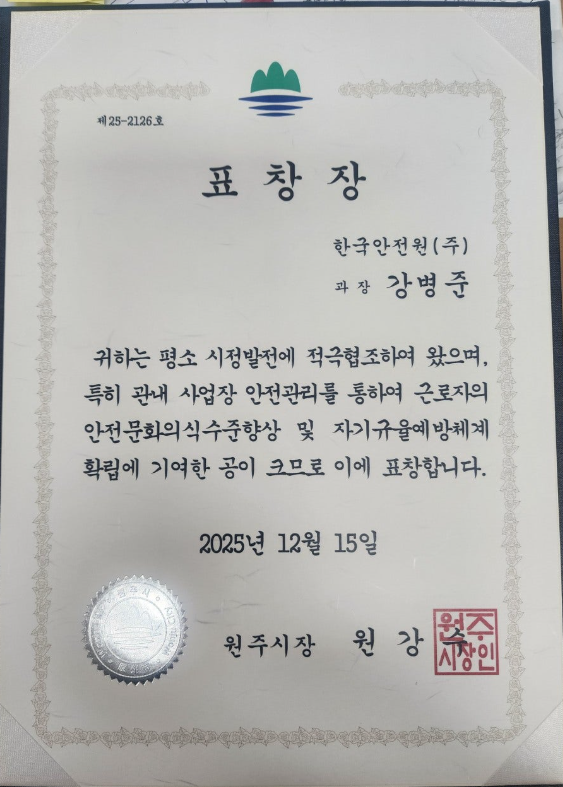 제25-2126호
표창장
한국안전원(주)
과장 강병준
귀하는 평소 시정발전에 적극협조하여 왔으며,
특히 관내 사업장 안전관리를 통하여 근로자의
안전문화의식수준향상 및 자기규율예방체계
확립에 기여한 공이 크므로 이에 표창합니다.
2025년 12월 15일
원주시장 원강수
원주
시장인